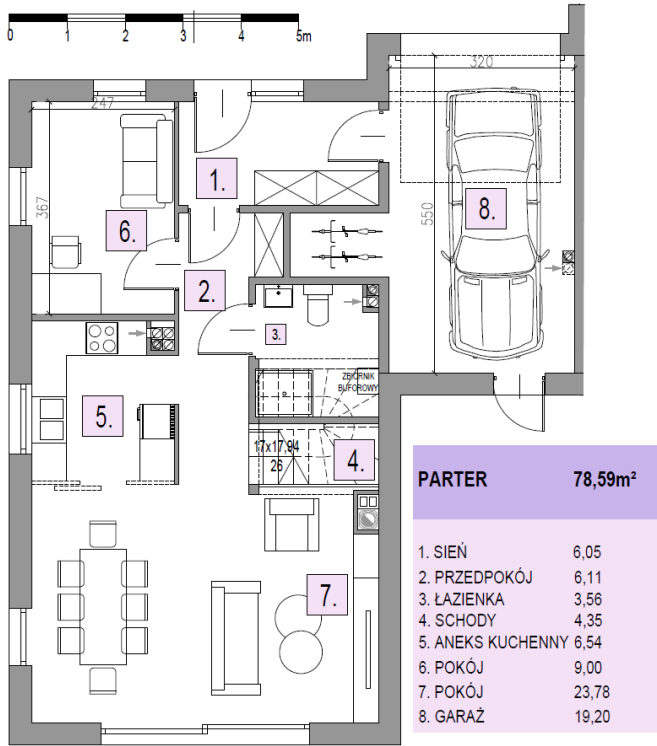 0 1 2 3 4 5m
320
247
1.
367
550
8.
6.
2.
3.
ZBIORNIK
BUFOROWY
5.
17x17,94
26
4.
PARTER 78,59m²
1. SIEŃ 6,05
2. PRZEDPOKÓJ 6,11
3. ŁAZIENKA 3,56
4. SCHODY 4,35
5. ANEKS KUCHENNY 6,54
6. POKÓJ 9,00
7. POKÓJ 23,78
8. GARAŻ 19,20
7.